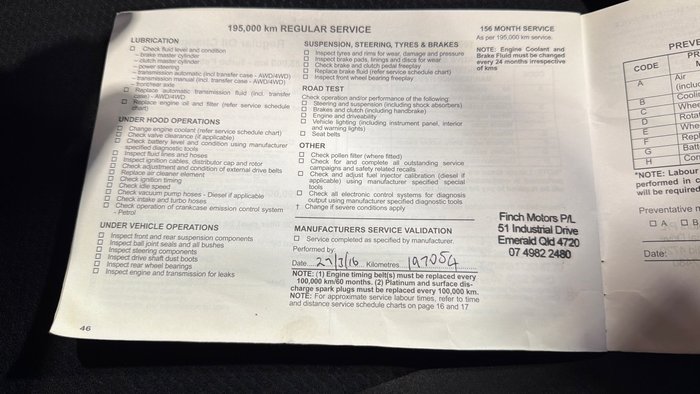 195,000 km REGULAR SERVICE
LUBRICATION
☐ Check fluid level and condition
- brake master cylinder
- clutch master cylinder
- power steering
- transmission automatic (incl transfer case - AWD/4WD)
- transmission manual (incl. transfer case - AWD/4WD)
- front/rear axle
☐ Replace automatic transmission fluid (incl. transfer
case) - AWD/4WD
☐ Replace engine oil and filter (refer service schedule
chart)
UNDER HOOD OPERATIONS
☐ Change engine coolant (refer service schedule chart)
☐ Check valve clearance (if applicable)
☐ Check battery level and condition using manufacturer
specified diagnostic tools
☐ Inspect fluid lines and hoses
☐ Inspect ignition cables, distributor cap and rotor
☐ Check adjustment and condition of external drive belts
☐ Replace air cleaner element
☐ Check ignition timing
☐ Check idle speed
☐ Check vacuum pump hoses - Diesel if applicable
☐ Check intake and turbo hoses
☐ Check operation of crankcase emission control system
- Petrol
UNDER VEHICLE OPERATIONS
☐ Inspect front and rear suspension components
☐ Inspect ball joint seals and all bushes
☐ Inspect steering components
☐ Inspect drive shaft dust boots
☐ Inspect rear wheel bearings
☐ Inspect engine and transmission for leaks
46
SUSPENSION, STEERING, TYRES & BRAKES
☐ Inspect tyres and rims for wear, damage and pressure
☐ Inspect brake pads, linings and discs for wear
☐ Check brake and clutch pedal freeplay
☐ Replace brake fluid (refer service schedule chart)
☐ Inspect front wheel bearing freeplay
ROAD TEST
Check operation and/or performance of the following:
☐ Steering and suspension (including shock absorbers)
☐ Brakes and clutch (including handbrake)
☐ Engine and driveability
☐ Vehicle lighting (including instrument panel, interior
and warning lights)
☐ Seat belts
OTHER
☐ Check pollen filter (where fitted)
☐ Check for and complete all outstanding service
campaigns and safety related recalls
☐ Check and adjust fuel injector calibration (diesel if
applicable) using manufacturer specified special
tools
☐ Check all electronic control systems for diagnosis
output using manufacturer specified diagnostic tools
† Change if severe conditions apply
MANUFACTURERS SERVICE VALIDATION
☐ Service completed as specified by manufacturer
Performed by:
Date 27/3/16 Kilometres 197054
NOTE: (1) Engine timing belt(s) must be replaced every
100,000 km/60 months. (2) Platinum and surface dis-
charge spark plugs must be replaced every 100,000 km.
NOTE: For approximate service labour times, refer to time
and distance service schedule charts on page 16 and 17
156 MONTH SERVICE
As per 195,000 km service.
NOTE: Engine Coolant and
Brake Fluid must be changed
every 24 months irrespective
of kms
Finch Motors P/L
51 Industrial Drive
Emerald Qld 4720
07 4982 2480
PREVE
CODE
PR
A
Air
(inclu
B
Coolin
C
Whee
D
Rotat
E
Whe
F
Repl
G
Batt
H
Con
*NOTE: Labour
performed in c
will be required
Preventative m
☐ A ☐ B
Date: